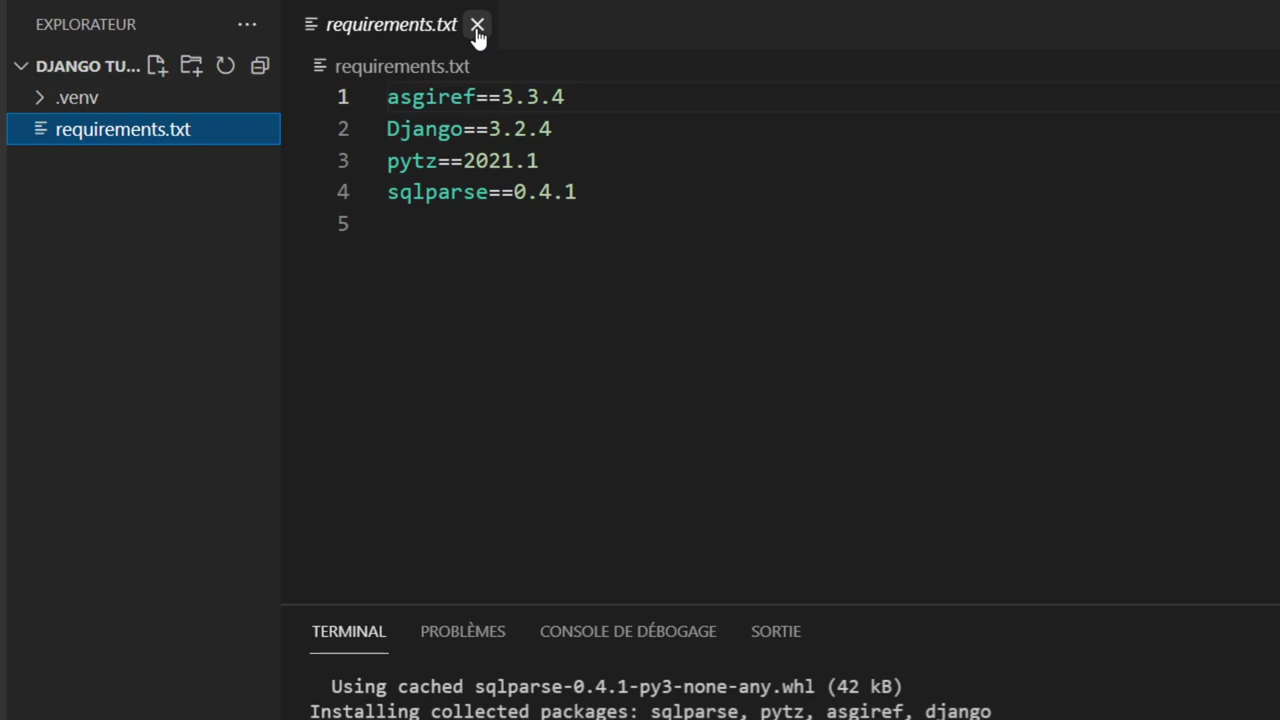 EXPLORATEUR
requirements.txt
DJANGO TU...
requirements.txt
.venv
requirements.txt
1 asgiref==3.3.4
2 Django==3.2.4
3 pytz==2021.1
4 sqlparse==0.4.1
5
TERMINAL PROBLÈMES CONSOLE DE DÉBOGAGE SORTIE
Using cached sqlparse-0.4.1-py3-none-any.whl (42 kB)
Installing collected packages: sqlparse, pytz, asgiref, django